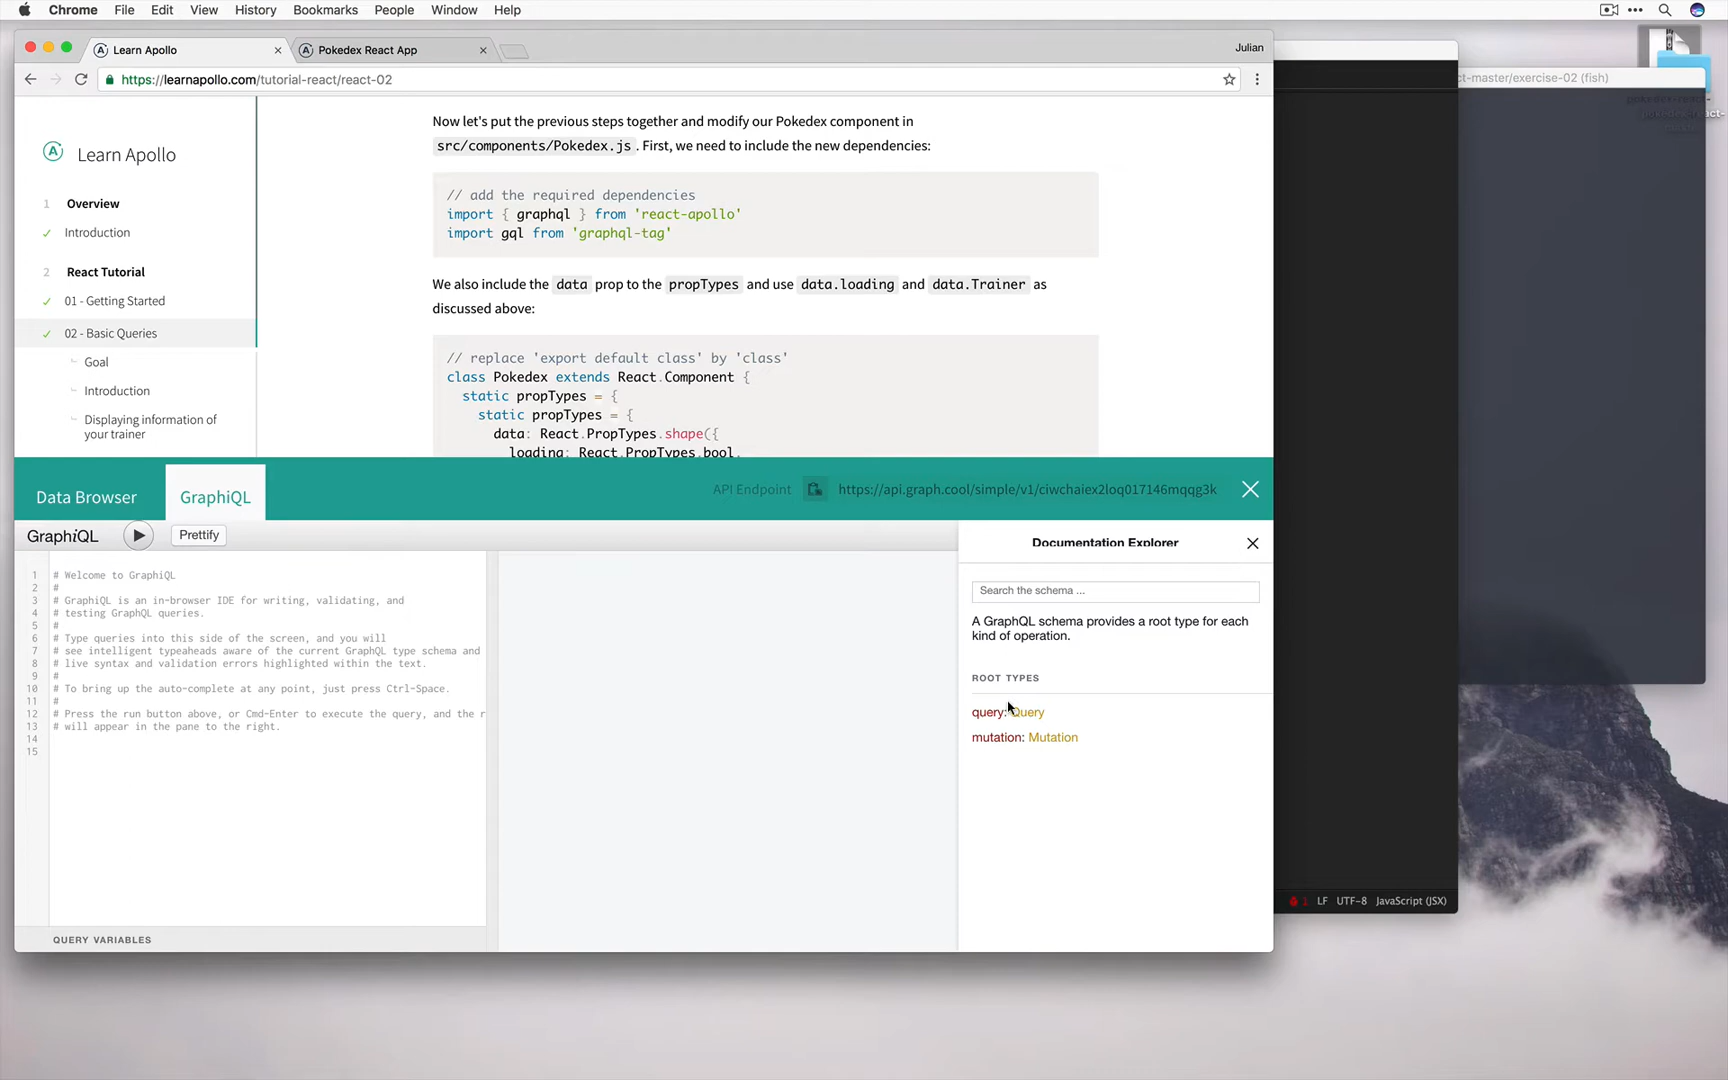 Chrome File Edit View History Bookmarks People Window Help
Learn Apollo
Pokedex React App
Julian
https://learnapollo.com/tutorial-react/react-02
ct-master/exercise-02 (fish)
Learn Apollo
1 Overview
✓ Introduction
2 React Tutorial
✓ 01 - Getting Started
✓ 02 - Basic Queries
Goal
Introduction
Displaying information of
your trainer
Now let's put the previous steps together and modify our Pokedex component in
src/components/Pokedex.js . First, we need to include the new dependencies:
// add the required dependencies
import { graphql } from 'react-apollo'
import gql from 'graphql-tag'
We also include the data prop to the propTypes and use data.loading and data.Trainer as
discussed above:
// replace 'export default class' by 'class'
class Pokedex extends React.Component {
static propTypes = {
static propTypes = {
data: React.PropTypes.shape({
loading: React.PropTypes.bool,
Data Browser
GraphiQL
API Endpoint
https://api.graph.cool/simple/v1/ciwchaiex2loq017146mqqg3k
GraphiQL
Prettify
1 # Welcome to GraphiQL
2 #
3 # GraphiQL is an in-browser IDE for writing, validating, and
4 # testing GraphQL queries.
5 #
6 # Type queries into this side of the screen, and you will
7 # see intelligent typeaheads aware of the current GraphQL type schema and
8 # live syntax and validation errors highlighted within the text.
9 #
10 # To bring up the auto-complete at any point, just press Ctrl-Space.
11 #
12 # Press the run button above, or Cmd-Enter to execute the query, and the r
13 # will appear in the pane to the right.
14
15
QUERY VARIABLES
Documentation Explorer
Search the schema ...
A GraphQL schema provides a root type for each
kind of operation.
ROOT TYPES
query: Query
mutation: Mutation
1 LF UTF-8 JavaScript (JSX)